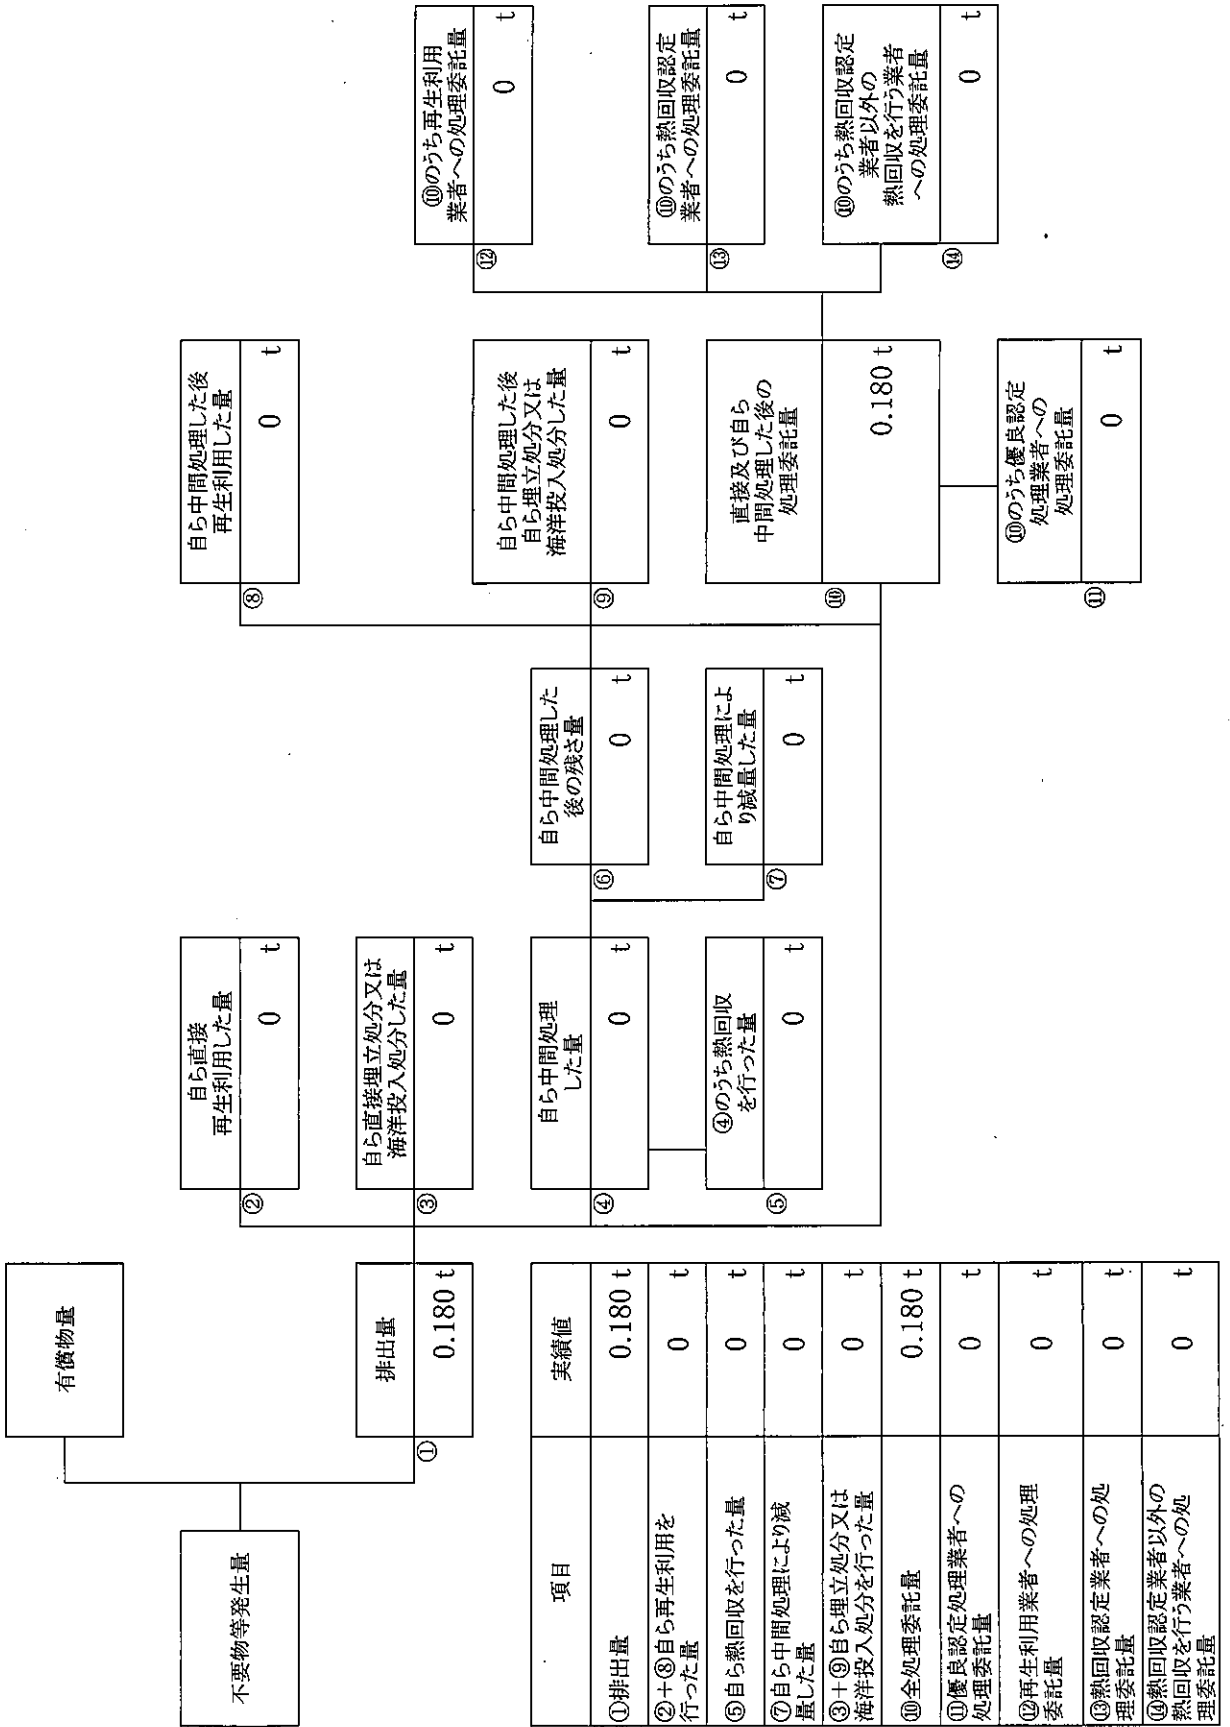 有償物量
不要物等発生量
排出量
① 0.180 t
自ら直接
再生利用した量
② 0 t
自ら直接埋立処分又は
海洋投入処分した量
③ 0 t
自ら中間処理
した量
④ 0 t
④のうち熱回収
を行った量
⑤ 0 t
自ら中間処理した
後の残さ量
⑥ 0 t
自ら中間処理によ
り減量した量
⑦ 0 t
自ら中間処理した後
再生利用した量
⑧ 0 t
自ら中間処理した後
自ら埋立処分又は
海洋投入処分した量
⑨ 0 t
直接及び自ら
中間処理した後の
処理委託量
⑩ 0.180 t
⑩のうち優良認定
処理業者への
処理委託量
⑪ 0 t
⑩のうち再生利用
業者への処理委託量
⑫ 0 t
⑩のうち熱回収認定
業者への処理委託量
⑬ 0 t
⑩のうち熱回収認定
業者以外の
熱回収を行う業者
への処理委託量
⑭ 0 t
項目 実績値
①排出量 0.180 t
②+⑧自ら再生利用を
行った量 0 t
⑤自ら熱回収を行った量 0 t
⑦自ら中間処理により減
量した量 0 t
③+⑨自ら埋立処分又は
海洋投入処分を行った量 0 t
⑩全処理委託量 0.180 t
⑪優良認定処理業者への
処理委託量 0 t
⑫再生利用業者への処理
委託量 0 t
⑬熱回収認定業者への処
理委託量 0 t
⑭熱回収認定業者以外の
熱回収を行う業者への処
理委託量 0 t